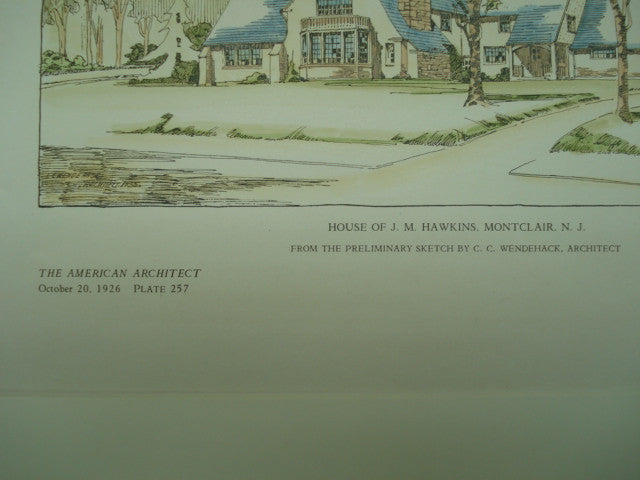 HOUSE OF J. M. HAWKINS, MONTCLAIR, N. J.
FROM THE PRELIMINARY SKETCH BY C. C. WENDEHACK, ARCHITECT
THE AMERICAN ARCHITECT
October 20, 1926 PLATE 257